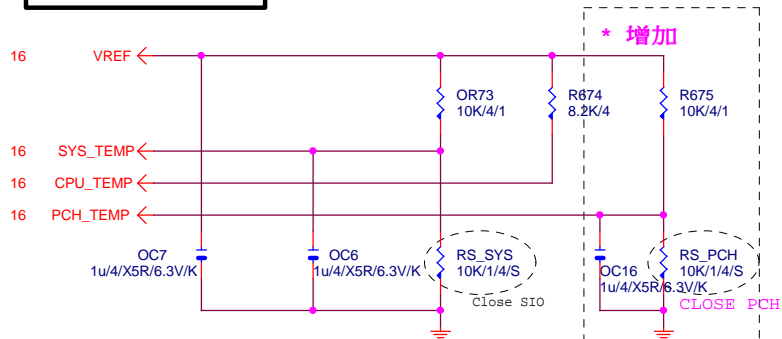 * 增加
16 VREF
OR73
10K/4/1
R674
8.2K/4
R675
10K/4/1
16 SYS_TEMP
16 CPU_TEMP
16 PCH_TEMP
OC7
1u/4/X5R/6.3V/K
OC6
1u/4/X5R/6.3V/K
RS_SYS
10K/1/4/S
Close SIO
OC16
1u/4/X5R/6.3V/K
RS_PCH
10K/1/4/S
CLOSE PCH